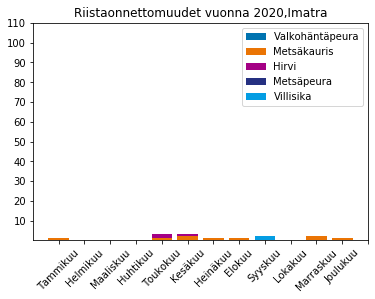 Riistaonnettomuudet vuonna 2020,Imatra
110
100
90
80
70
60
50
40
30
20
10
Valkohäntäpeura
Metsäkauris
Hirvi
Metsäpeura
Villisika
Tammikuu
Helmikuu
Maaliskuu
Huhtikuu
Toukokuu
Kesäkuu
Heinäkuu
Elokuu
Syyskuu
Lokakuu
Marraskuu
Joulukuu